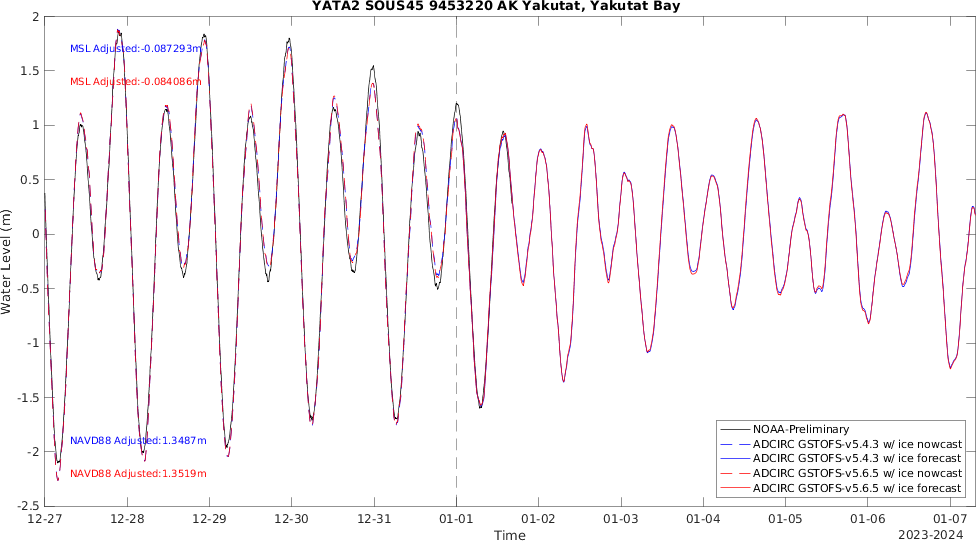 YATA2 SOUS45 9453220 AK Yakutat, Yakutat Bay
2
1.5
1
0.5
0
-0.5
-1
-1.5
-2
-2.5
Water Level (m)
MSL Adjusted:-0.087293m
MSL Adjusted:-0.084086m
NAVD88 Adjusted:1.3487m
NAVD88 Adjusted:1.3519m
NOAA-Preliminary
ADCIRC GSTOFS-v5.4.3 w/ ice nowcast
ADCIRC GSTOFS-v5.4.3 w/ ice forecast
ADCIRC GSTOFS-v5.6.5 w/ ice nowcast
ADCIRC GSTOFS-v5.6.5 w/ ice forecast
12-27 12-28 12-29 12-30 12-31 01-01 01-02 01-03 01-04 01-05 01-06 01-07
Time
2023-2024